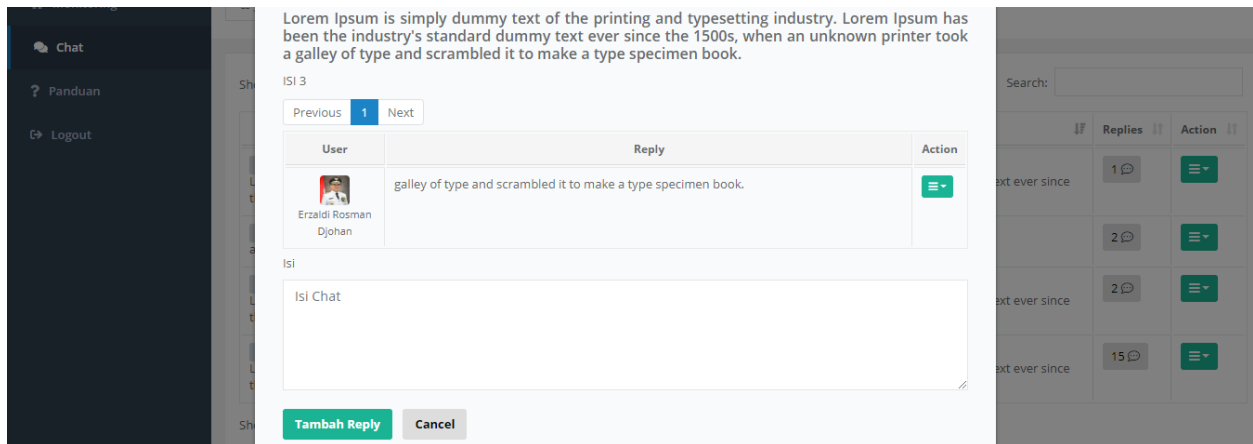 Lorem Ipsum is simply dummy text of the printing and typesetting industry. Lorem Ipsum has
been the industry's standard dummy text ever since the 1500s, when an unknown printer took
a galley of type and scrambled it to make a type specimen book.
Chat
Panduan
Logout
ISI 3
Search:
Previous 1 Next
User Reply Action
Replies Action
galley of type and scrambled it to make a type specimen book.
Erzaldi Rosman
Djohan
1
ext ever since
2
Isi
Isi Chat
2
ext ever since
15
ext ever since
Tambah Reply Cancel